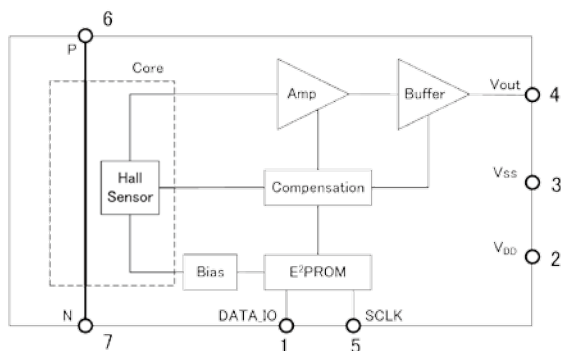 6
P
Core
Amp
Buffer
Vout
4
Hall
Sensor
Compensation
VSS
3
VDD
2
Bias
E²PROM
N
DATA_IO
SCLK
7
1
5